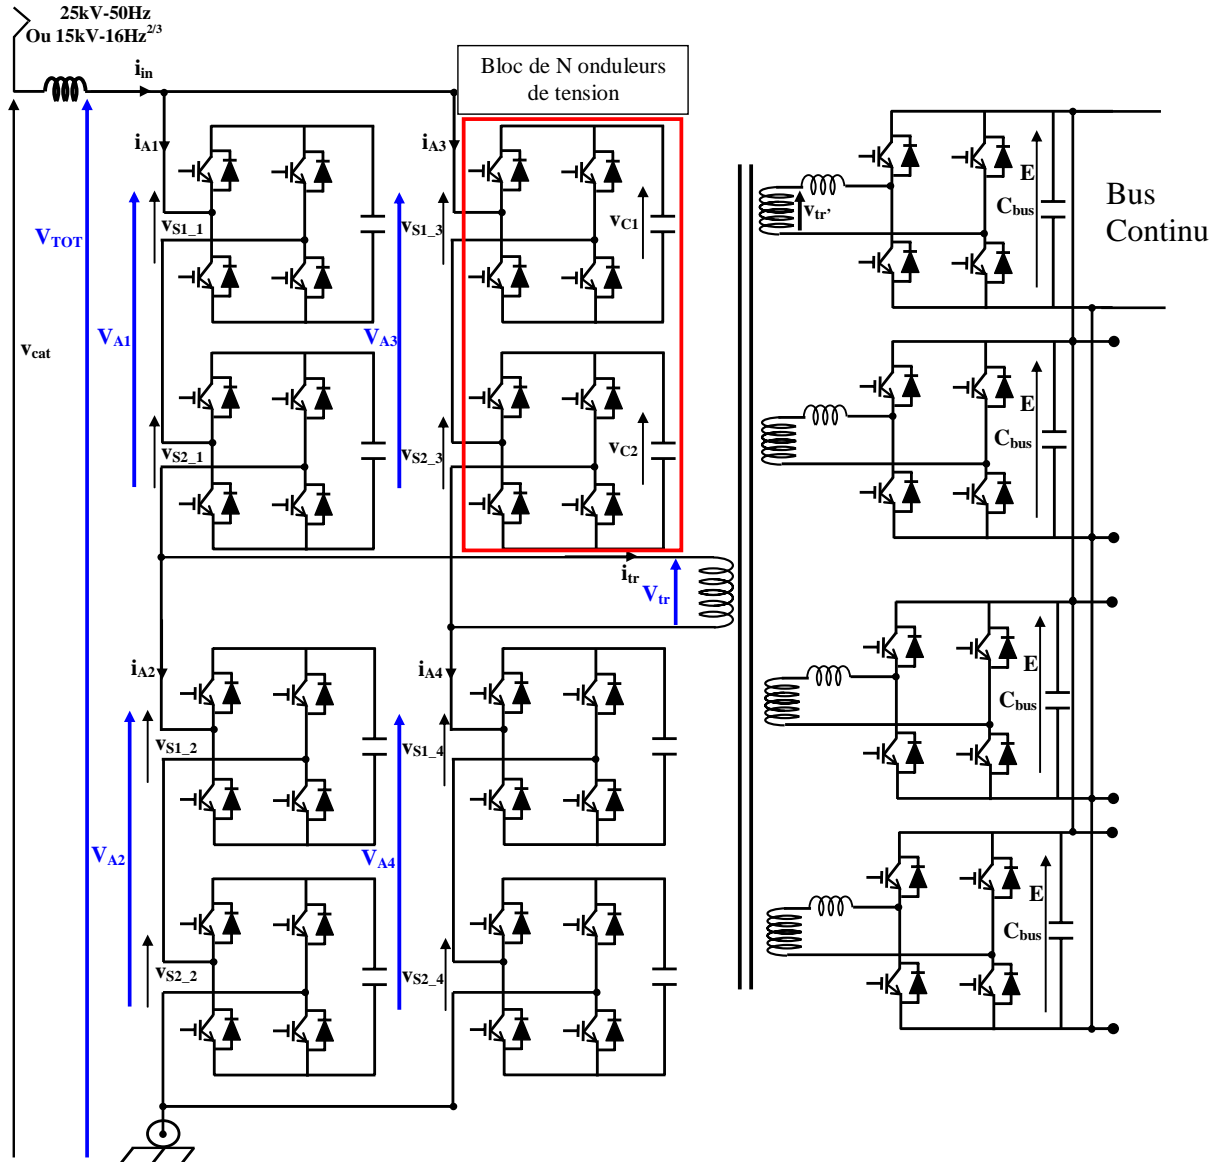 25kV-50Hz
Ou 15kV-16Hz2/3
iin
Bloc de N onduleurs
de tension
iA1
iA3
E
Cbus
Bus
Continu
vtr'
vS1_1
vS1_3
vC1
VTOT
VA1
VA3
vcat
E
Cbus
vS2_1
vS2_3
vC2
itr
Vtr
iA2
iA4
E
Cbus
vS1_2
vS1_4
VA2
VA4
E
Cbus
vS2_2
vS2_4